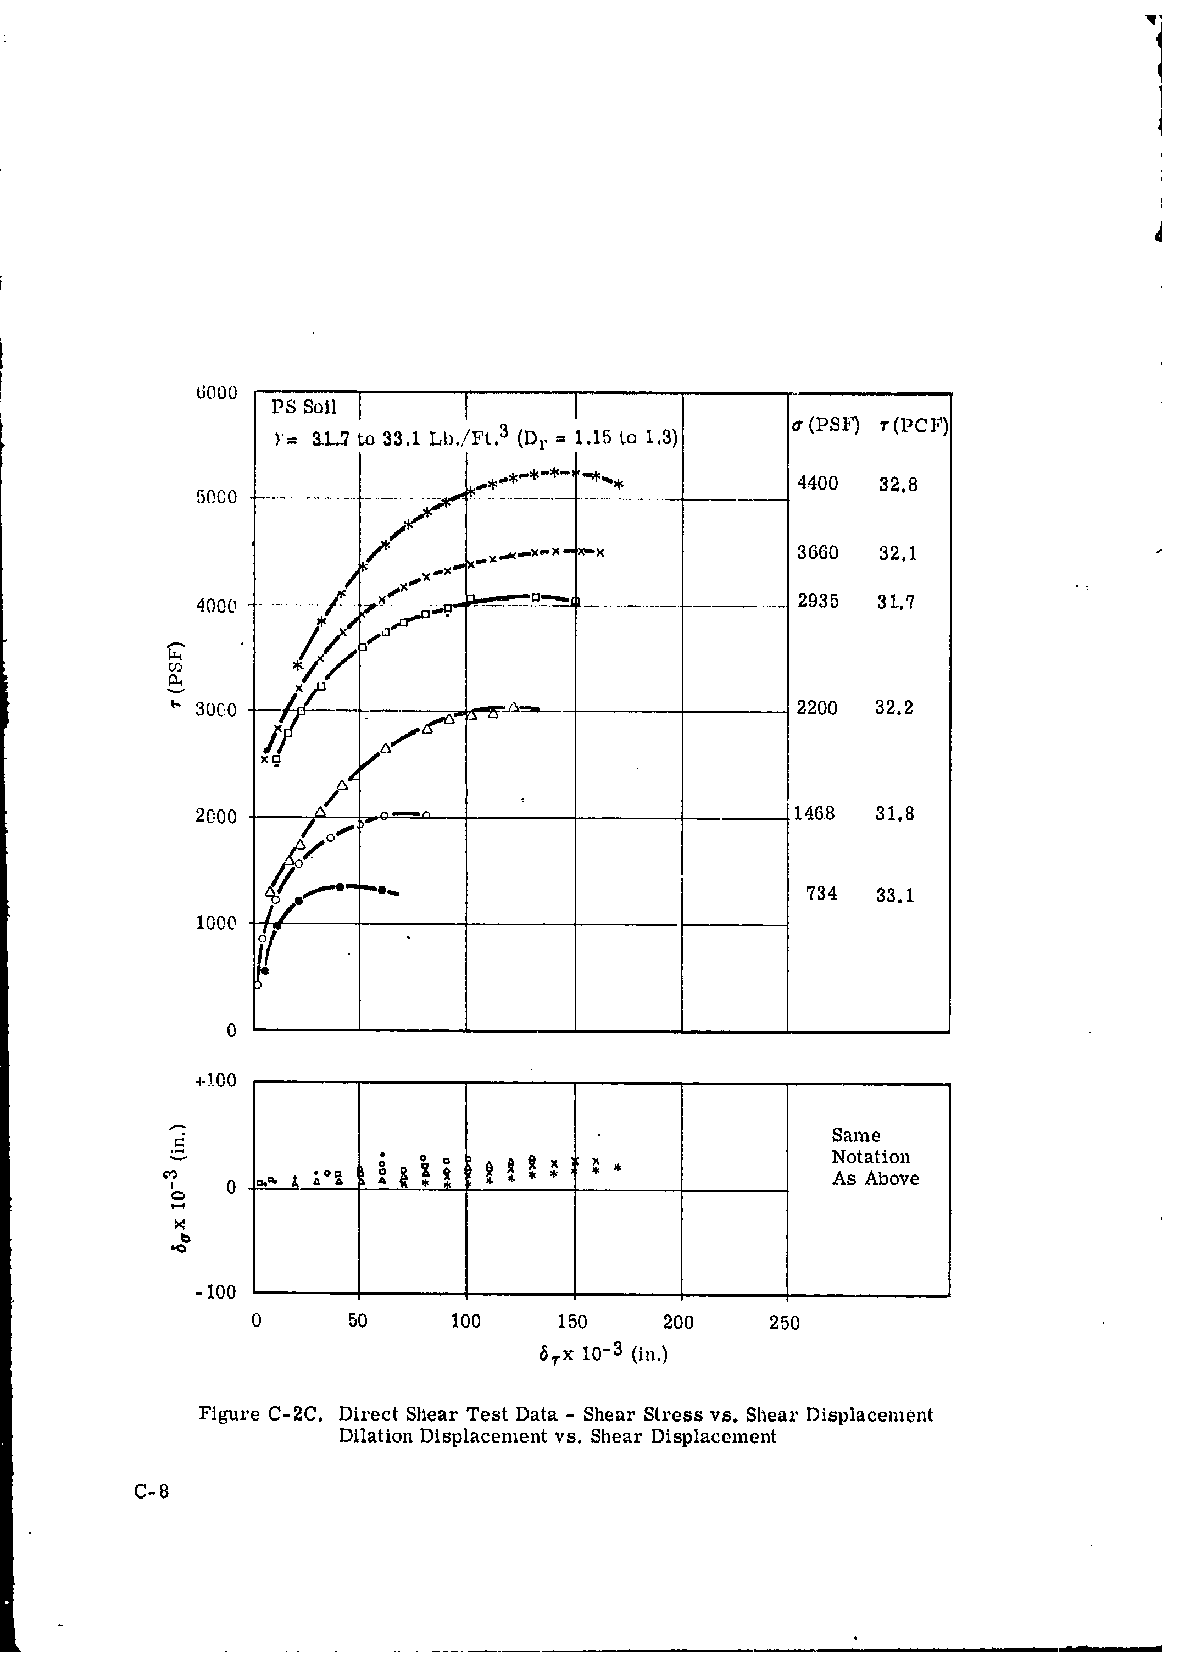 6000
PS Soil
γ = 31.7 to 33.1 Lb./Ft.³ (Dr = 1.15 to 1.3)
σ (PSF) τ (PCF)
5000
4400 32.8
3660 32.1
4000
2935 31.7
τ (PSF)
3000
2200 32.2
2000
1468 31.8
734 33.1
1000
0
+100
δσ x 10⁻³ (in.)
Same
Notation
As Above
0
-100
0 50 100 150 200 250
δτ x 10⁻³ (in.)
Figure C-2C. Direct Shear Test Data - Shear Stress vs. Shear Displacement
Dilation Displacement vs. Shear Displacement
C-8